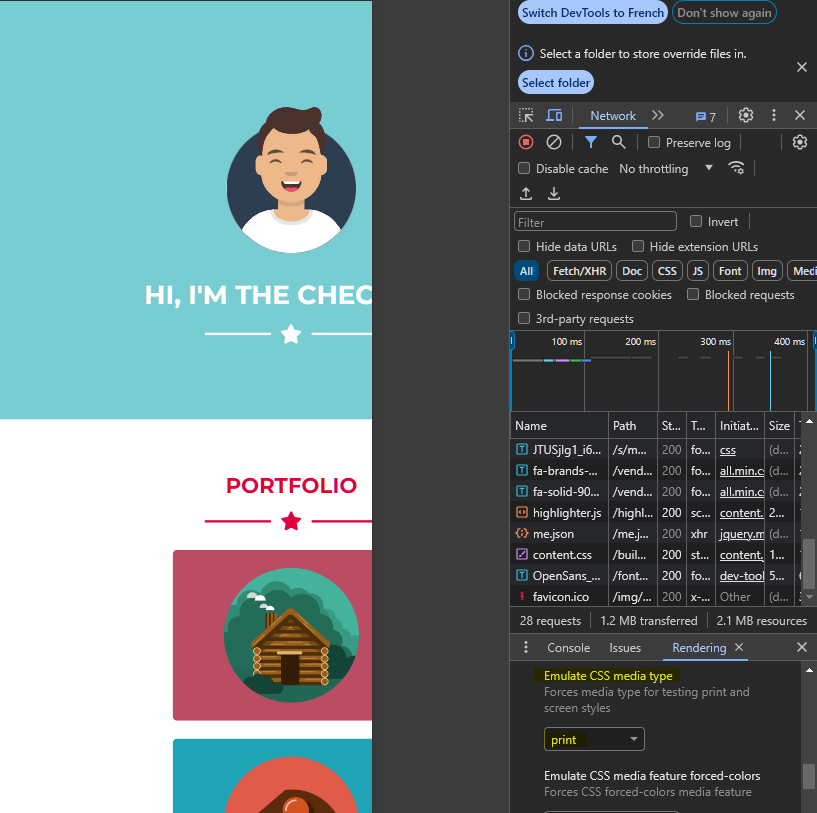 Switch DevTools to French Don't show again
Select a folder to store override files in.
Select folder
Network 7
Preserve log
Disable cache No throttling
Filter Invert
Hide data URLs Hide extension URLs
All Fetch/XHR Doc CSS JS Font Img Medi
Blocked response cookies Blocked requests
3rd-party requests
100 ms 200 ms 300 ms 400 ms
Name Path St... T... Initiat... Size
JTUSjIg1_i6... /s/m... 200 fo... css (d...
fa-brands-... /vend... 200 fo... all.min.cs (d...
fa-solid-90... /vend... 200 fo... all.min.cs (d...
highlighter.js /highl... 200 sc... content. 2...
me.json /me.j... 200 xhr jquery.m (d...
content.css /buil... 200 st... content. 1...
OpenSans_... /font... 200 fo... dev-tool 5...
favicon.ico /img/... 200 x-... Other (d...
28 requests 1.2 MB transferred 2.1 MB resources
Console Issues Rendering
Emulate CSS media type
Forces media type for testing print and
screen styles
print
Emulate CSS media feature forced-colors
Forces CSS forced-colors media feature
HI, I'M THE CHEC
PORTFOLIO